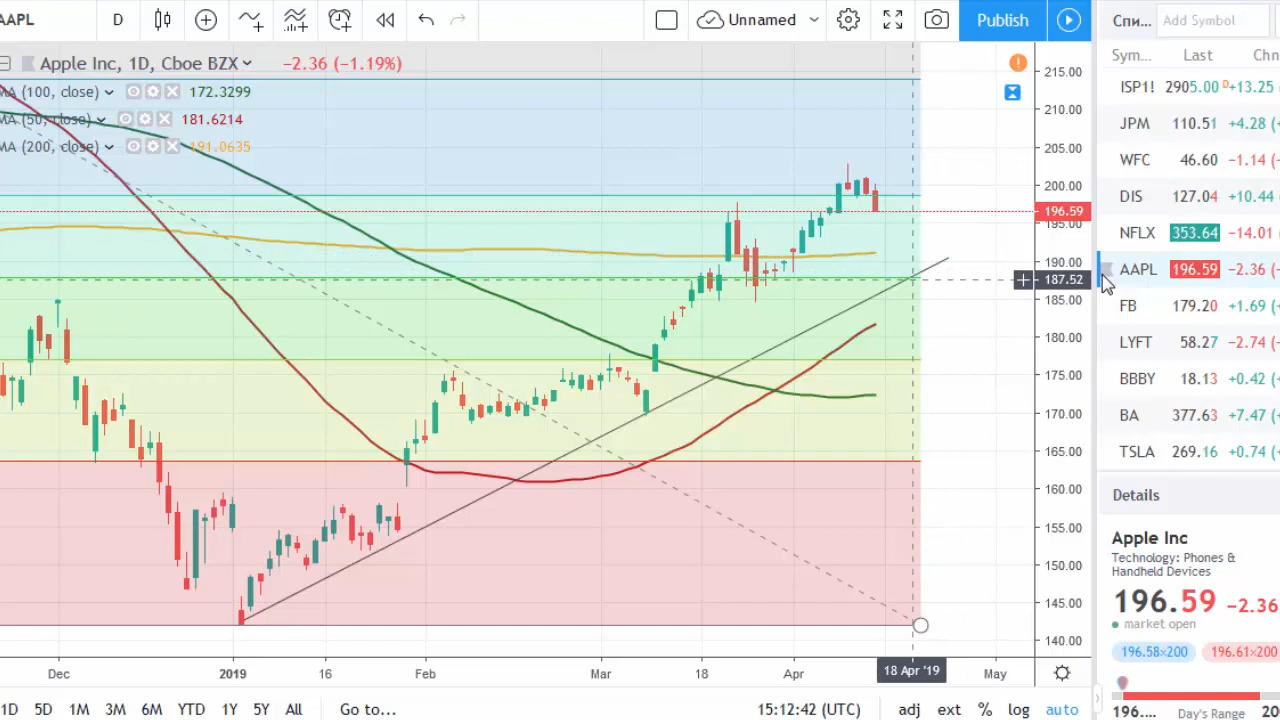 AAPL D Unnamed Publish
Apple Inc, 1D, Cboe BZX −2.36 (−1.19%)
MA (100, close) 172.3299
MA (50, close) 181.6214
MA (200, close) 191.0635
215.00
210.00
205.00
200.00
196.59
195.00
190.00
187.52
185.00
180.00
175.00
170.00
165.00
160.00
155.00
150.00
145.00
140.00
Dec 2019 16 Feb Mar 18 Apr 18 Apr '19 May
1D 5D 1M 3M 6M YTD 1Y 5Y All Go to... 15:12:42 (UTC) adj ext % log auto
Спи... Add Symbol
Sym... Last Chn
ISP1! 2905.00 D +13.25
JPM 110.51 +4.28 (+
WFC 46.60 −1.14 (−
DIS 127.04 +10.44
NFLX 353.64 −14.01
AAPL 196.59 −2.36 (−
FB 179.20 +1.69 (+
LYFT 58.27 −2.74 (−
BBBY 18.13 +0.42 (+
BA 377.63 +7.47 (+
TSLA 269.16 +0.74 (+
Details
Apple Inc
Technology: Phones &
Handheld Devices
196.59 −2.36
market open
196.58×200 196.61×200
196.... Day's Range 20